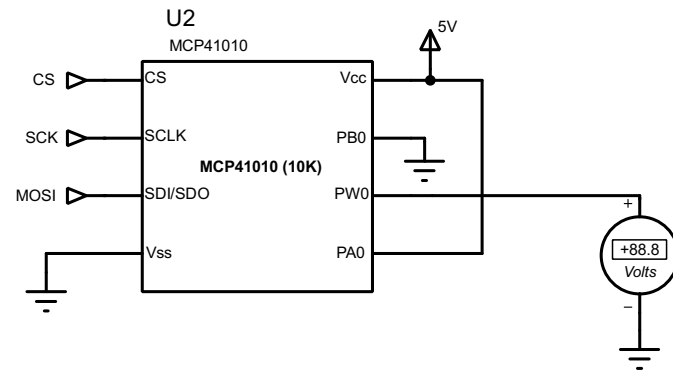 U2
MCP41010
5V
CS
CS
Vcc
SCK
SCLK
PB0
MCP41010 (10K)
MOSI
SDI/SDO
PW0
+
Vss
PA0
+88.8
Volts
–